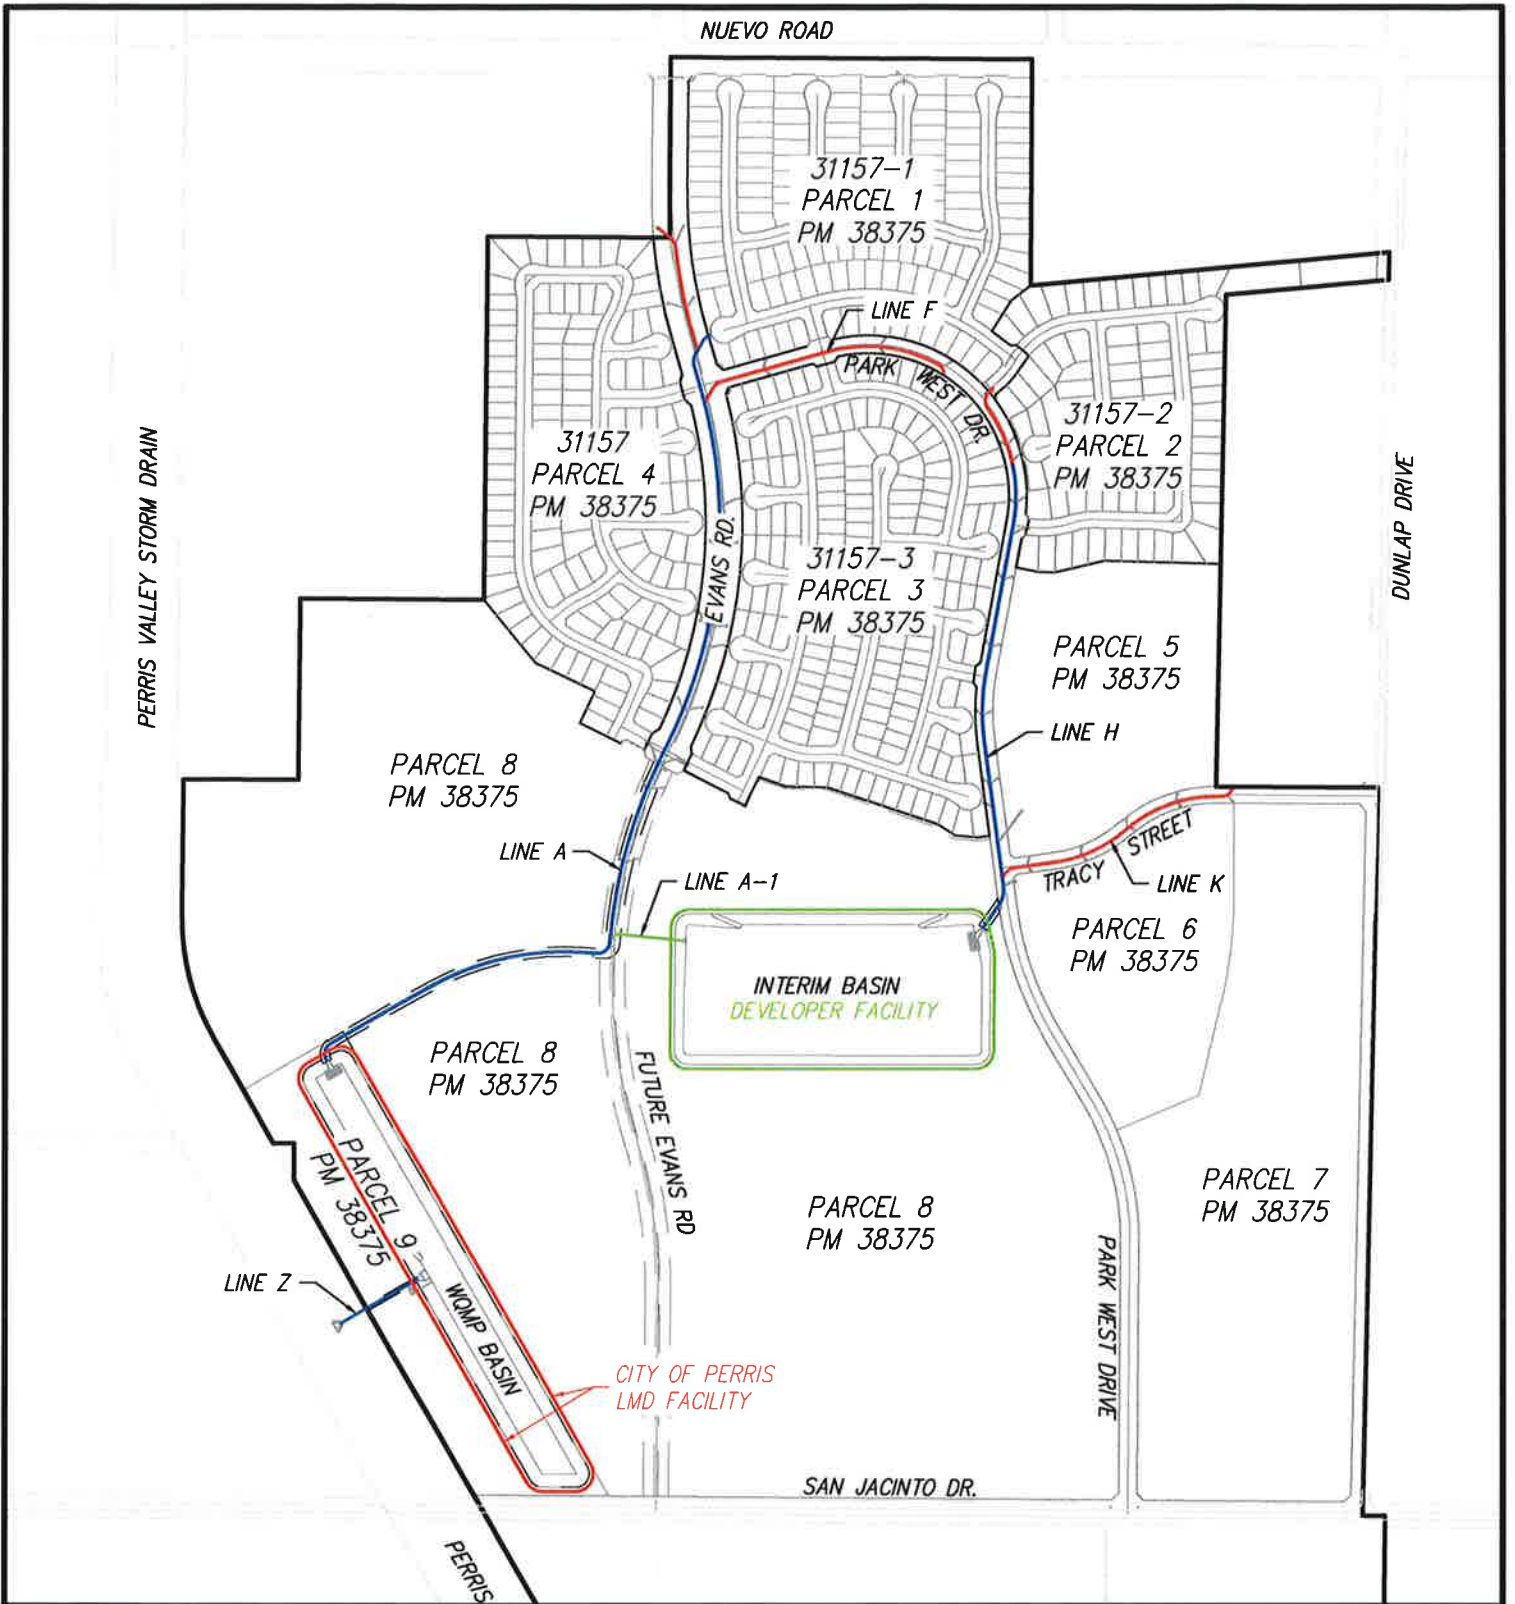 NUEVO ROAD
31157-1
PARCEL 1
PM 38375
LINE F
PARK WEST DR.
31157-2
PARCEL 2
PM 38375
31157
PARCEL 4
PM 38375
PERRIS VALLEY STORM DRAIN
DUNLAP DRIVE
EVANS RD.
31157-3
PARCEL 3
PM 38375
PARCEL 5
PM 38375
LINE H
PARCEL 8
PM 38375
LINE A
LINE A-1
TRACY STREET
LINE K
PARCEL 6
PM 38375
INTERIM BASIN
DEVELOPER FACILITY
PARCEL 8
PM 38375
FUTURE EVANS RD
PARCEL 9
PM 38375
PARCEL 7
PM 38375
PARCEL 8
PM 38375
LINE Z
WQMP BASIN
PARK WEST DRIVE
CITY OF PERRIS
LMD FACILITY
SAN JACINTO DR.
PERRIS